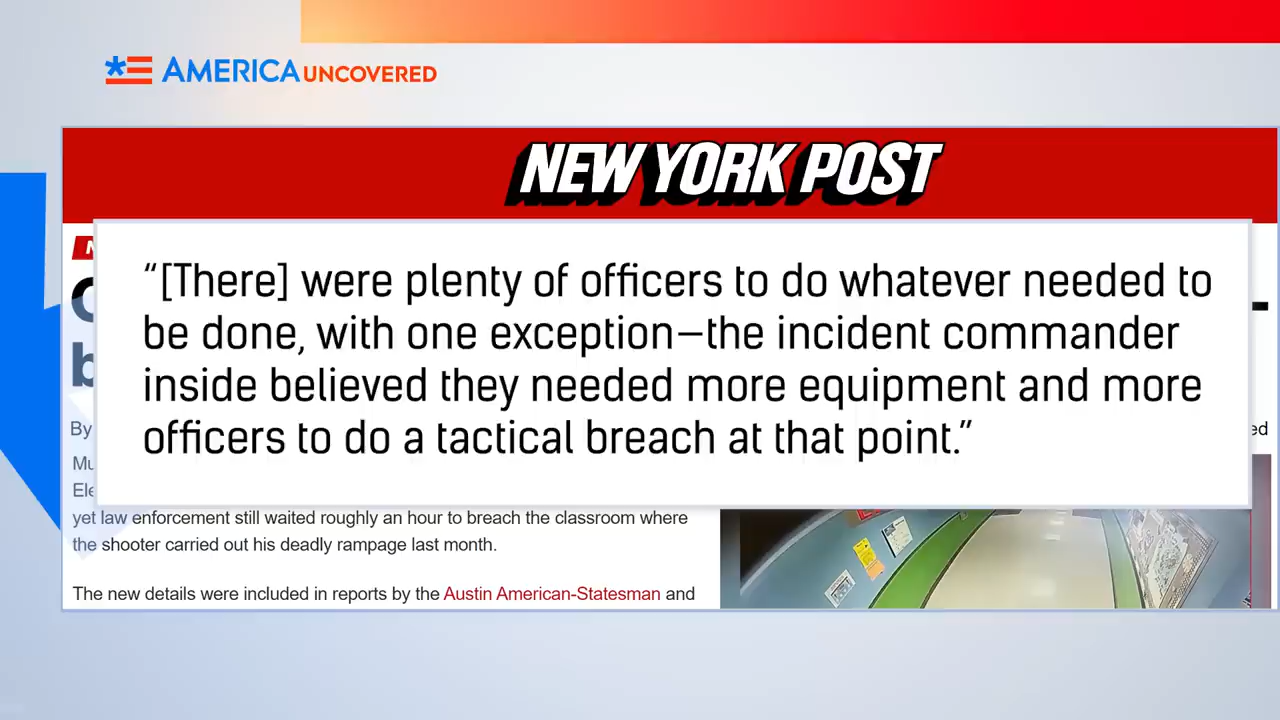 AMERICA UNCOVERED
NEW YORK POST
“[There] were plenty of officers to do whatever needed to
be done, with one exception—the incident commander
inside believed they needed more equipment and more
officers to do a tactical breach at that point.”
By
yet law enforcement still waited roughly an hour to breach the classroom where
the shooter carried out his deadly rampage last month.
The new details were included in reports by the Austin American-Statesman and